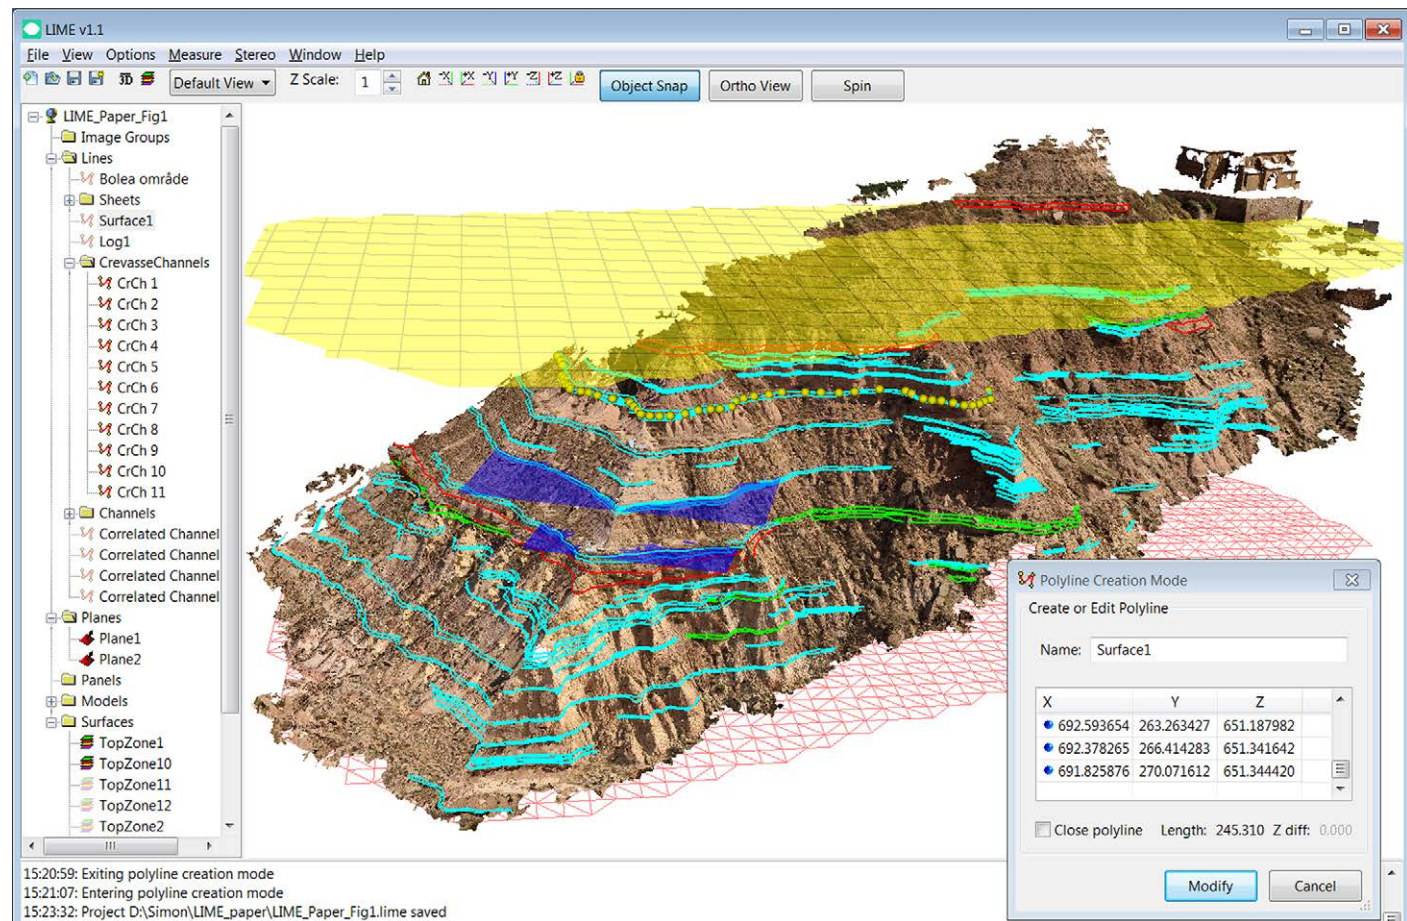 LIME v1.1
File View Options Measure Stereo Window Help
3D Default View Z Scale: 1 -X +X -Y +Y -Z +Z Object Snap Ortho View Spin
LIME_Paper_Fig1
Image Groups
Lines
Bolea område
Sheets
Surface1
Log1
CrevasseChannels
CrCh 1
CrCh 2
CrCh 3
CrCh 4
CrCh 5
CrCh 6
CrCh 7
CrCh 8
CrCh 9
CrCh 10
CrCh 11
Channels
Correlated Channel
Correlated Channel
Correlated Channel
Correlated Channel
Planes
Plane1
Plane2
Panels
Models
Surfaces
TopZone1
TopZone10
TopZone11
TopZone12
TopZone2
Polyline Creation Mode
Create or Edit Polyline
Name: Surface1
X Y Z
692.593654 263.263427 651.187982
692.378265 266.414283 651.341642
691.825876 270.071612 651.344420
Close polyline Length: 245.310 Z diff: 0.000
Modify Cancel
15:20:59: Exiting polyline creation mode
15:21:07: Entering polyline creation mode
15:23:32: Project D:\Simon\LIME_paper\LIME_Paper_Fig1.lime saved